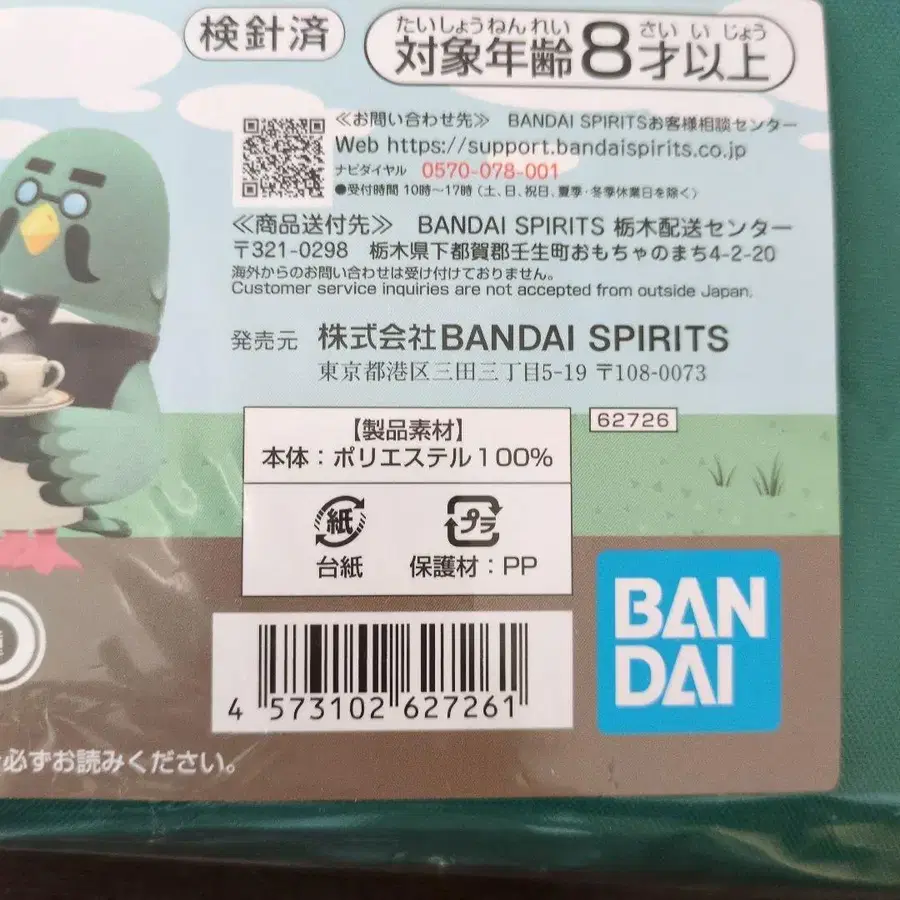 検針済
たいしょうねんれい さい い じょう
対象年齢8才以上
≪お問い合わせ先≫ BANDAI SPIRITSお客様相談センター
Web https://support.bandaispirits.co.jp
ナビダイヤル 0570-078-001
●受付時間 10時～17時(土、日、祝日、夏季・冬季休業日を除く)
≪商品送付先≫ BANDAI SPIRITS 栃木配送センター
〒321-0298 栃木県下都賀郡壬生町おもちゃのまち4-2-20
海外からのお問い合わせは受け付けておりません。
Customer service inquiries are not accepted from outside Japan.
発売元 株式会社BANDAI SPIRITS
東京都港区三田三丁目5-19 〒108-0073
62726
【製品素材】
本体：ポリエステル100%
紙
台紙
プラ
保護材：PP
BAN
DAI
4 573102 627261
必ずお読みください。